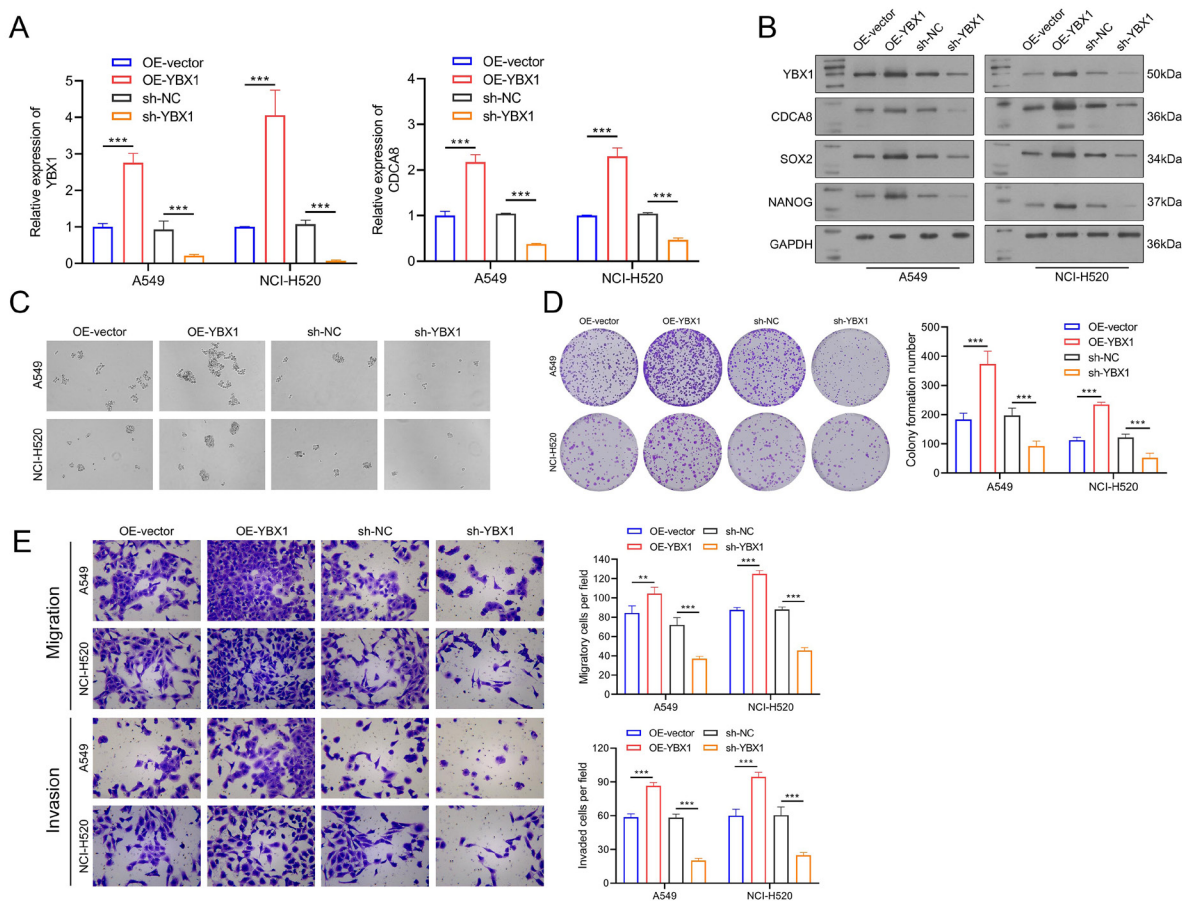 A
OE-vector
OE-YBX1
sh-NC
sh-YBX1
Relative expression of
YBX1
5
4
3
2
1
0
***
***
***
***
A549
NCI-H520
OE-vector
OE-YBX1
sh-NC
sh-YBX1
Relative expression of
CDCA8
4
3
2
1
0
***
***
***
***
A549
NCI-H520
B
OE-vector
OE-YBX1
sh-NC
sh-YBX1
OE-vector
OE-YBX1
sh-NC
sh-YBX1
YBX1
50kDa
CDCA8
36kDa
SOX2
34kDa
NANOG
37kDa
GAPDH
36kDa
A549
NCI-H520
C
OE-vector
OE-YBX1
sh-NC
sh-YBX1
A549
NCI-H520
D
OE-vector
OE-YBX1
sh-NC
sh-YBX1
A549
NCI-H520
OE-vector
OE-YBX1
sh-NC
sh-YBX1
Colony formation number
500
400
300
200
100
0
***
***
***
***
A549
NCI-H520
E
OE-vector
OE-YBX1
sh-NC
sh-YBX1
Migration
A549
NCI-H520
Invasion
A549
NCI-H520
OE-vector
sh-NC
OE-YBX1
sh-YBX1
Migratory cells per field
140
120
100
80
60
40
20
0
**
***
***
***
A549
NCI-H520
OE-vector
sh-NC
OE-YBX1
sh-YBX1
Invaded cells per field
120
90
60
30
0
***
***
***
***
A549
NCI-H520